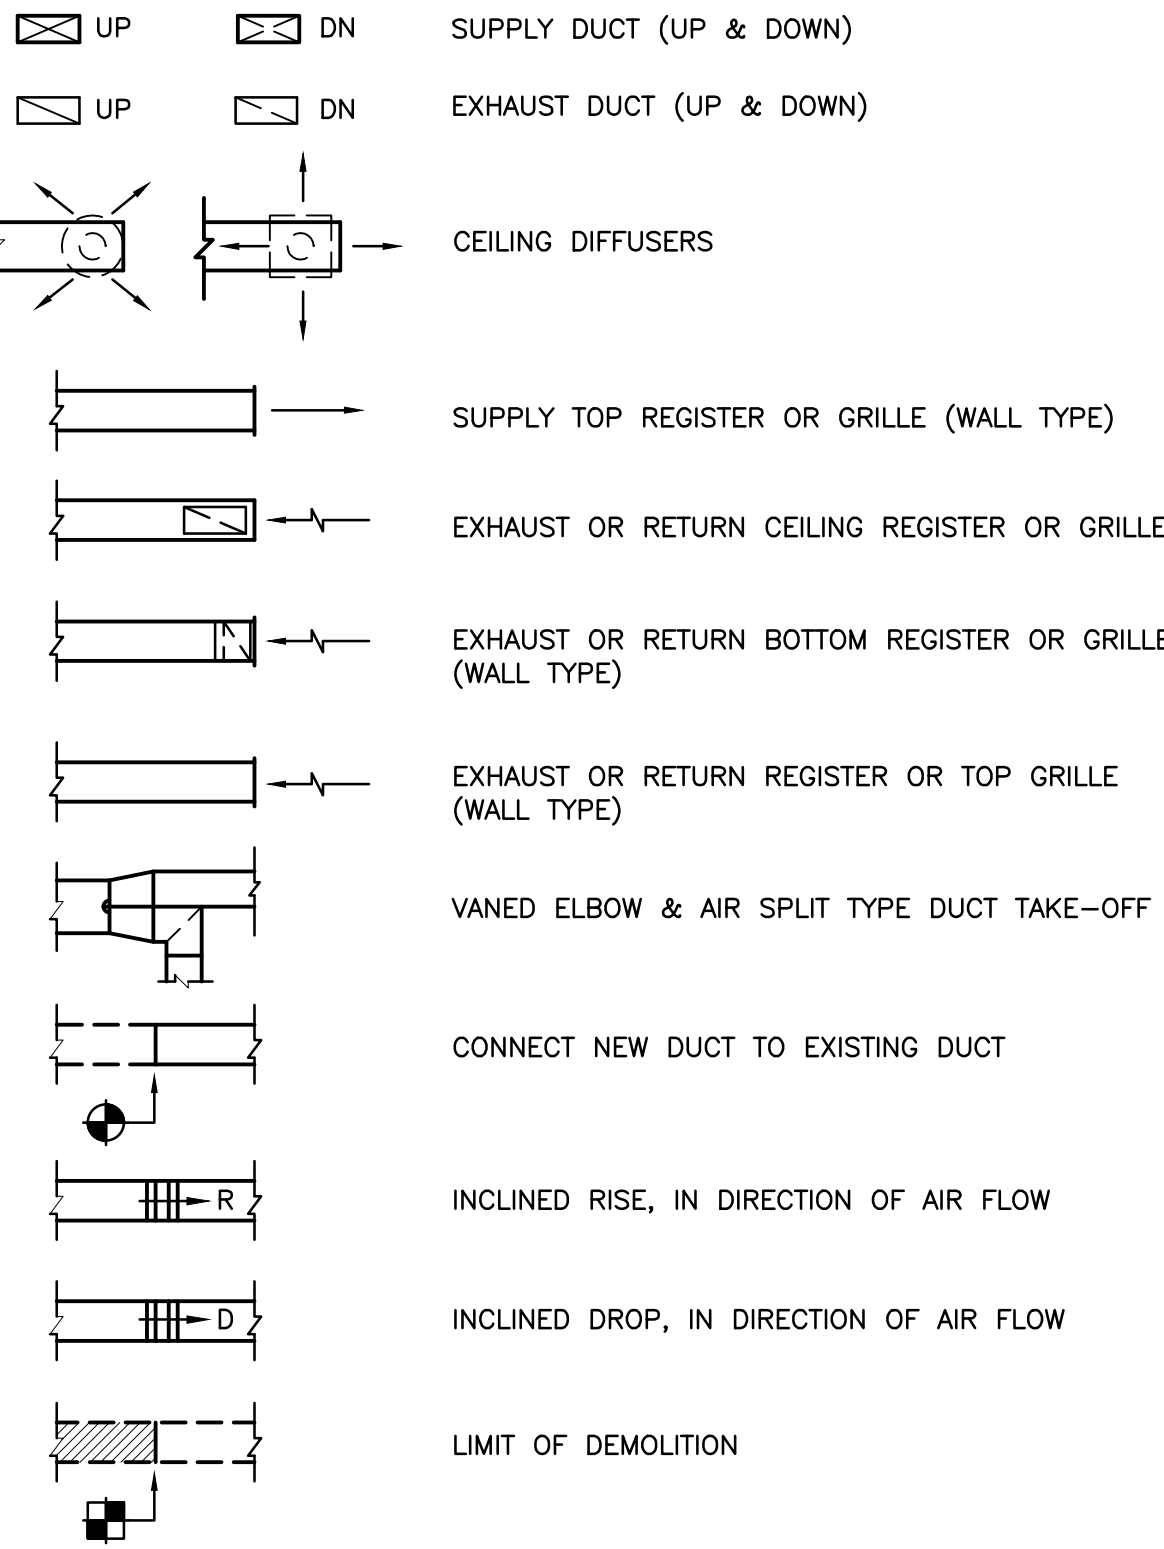 UP DN SUPPLY DUCT (UP & DOWN)
UP DN EXHAUST DUCT (UP & DOWN)
CEILING DIFFUSERS
SUPPLY TOP REGISTER OR GRILLE (WALL TYPE)
EXHAUST OR RETURN CEILING REGISTER OR GRILLE
EXHAUST OR RETURN BOTTOM REGISTER OR GRILLE
(WALL TYPE)
EXHAUST OR RETURN REGISTER OR TOP GRILLE
(WALL TYPE)
VANED ELBOW & AIR SPLIT TYPE DUCT TAKE-OFF
CONNECT NEW DUCT TO EXISTING DUCT
R INCLINED RISE, IN DIRECTION OF AIR FLOW
D INCLINED DROP, IN DIRECTION OF AIR FLOW
LIMIT OF DEMOLITION